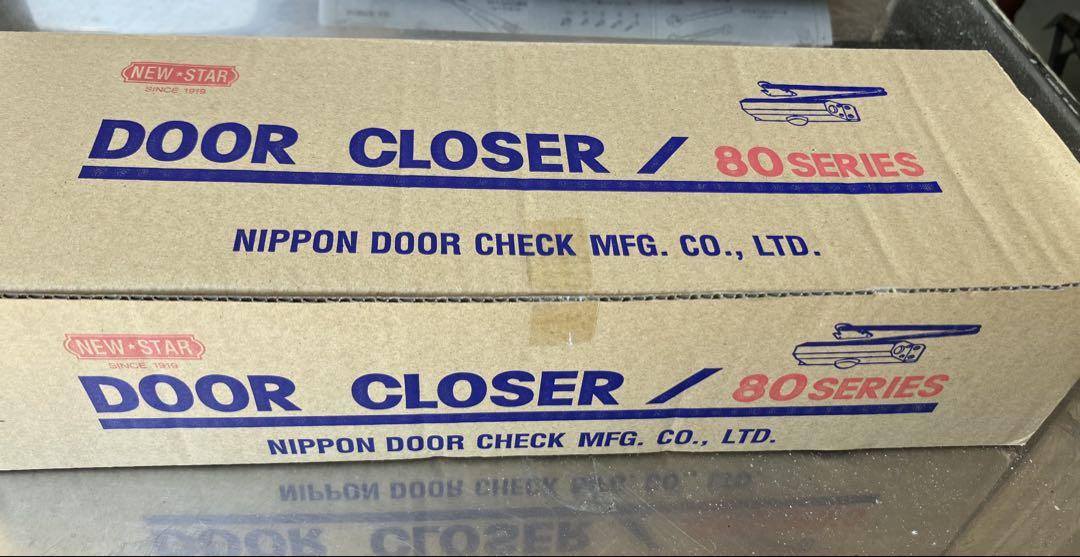 NEW★STAR
SINCE 1919
DOOR CLOSER / 80 SERIES
NIPPON DOOR CHECK MFG. CO., LTD.
NEW★STAR
SINCE 1919
DOOR CLOSER / 80 SERIES
NIPPON DOOR CHECK MFG. CO., LTD.